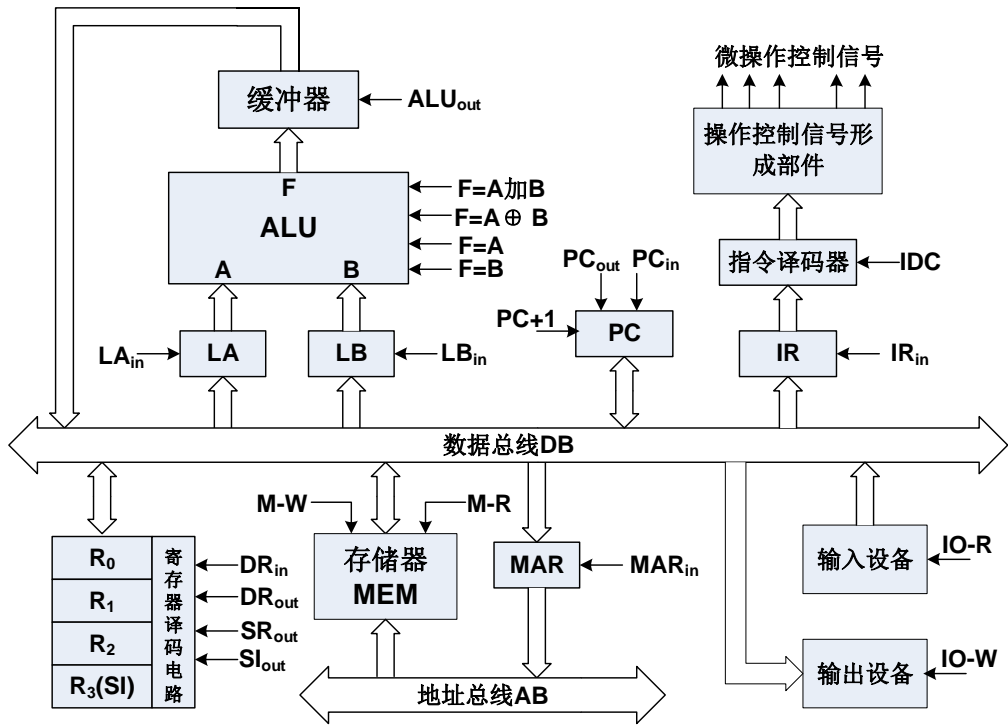 微操作控制信号
缓冲器
ALUout
操作控制信号形
成部件
F
ALU
A
B
F=A加B
F=A ⊕ B
F=A
F=B
指令译码器
IDC
PCout
PCin
PC+1
PC
LAin
LA
LB
LBin
IR
IRin
数据总线DB
M-W
M-R
R0
R1
R2
R3(SI)
寄存器译码电路
DRin
DRout
SRout
SIout
存储器
MEM
MAR
MARin
输入设备
IO-R
输出设备
IO-W
地址总线AB